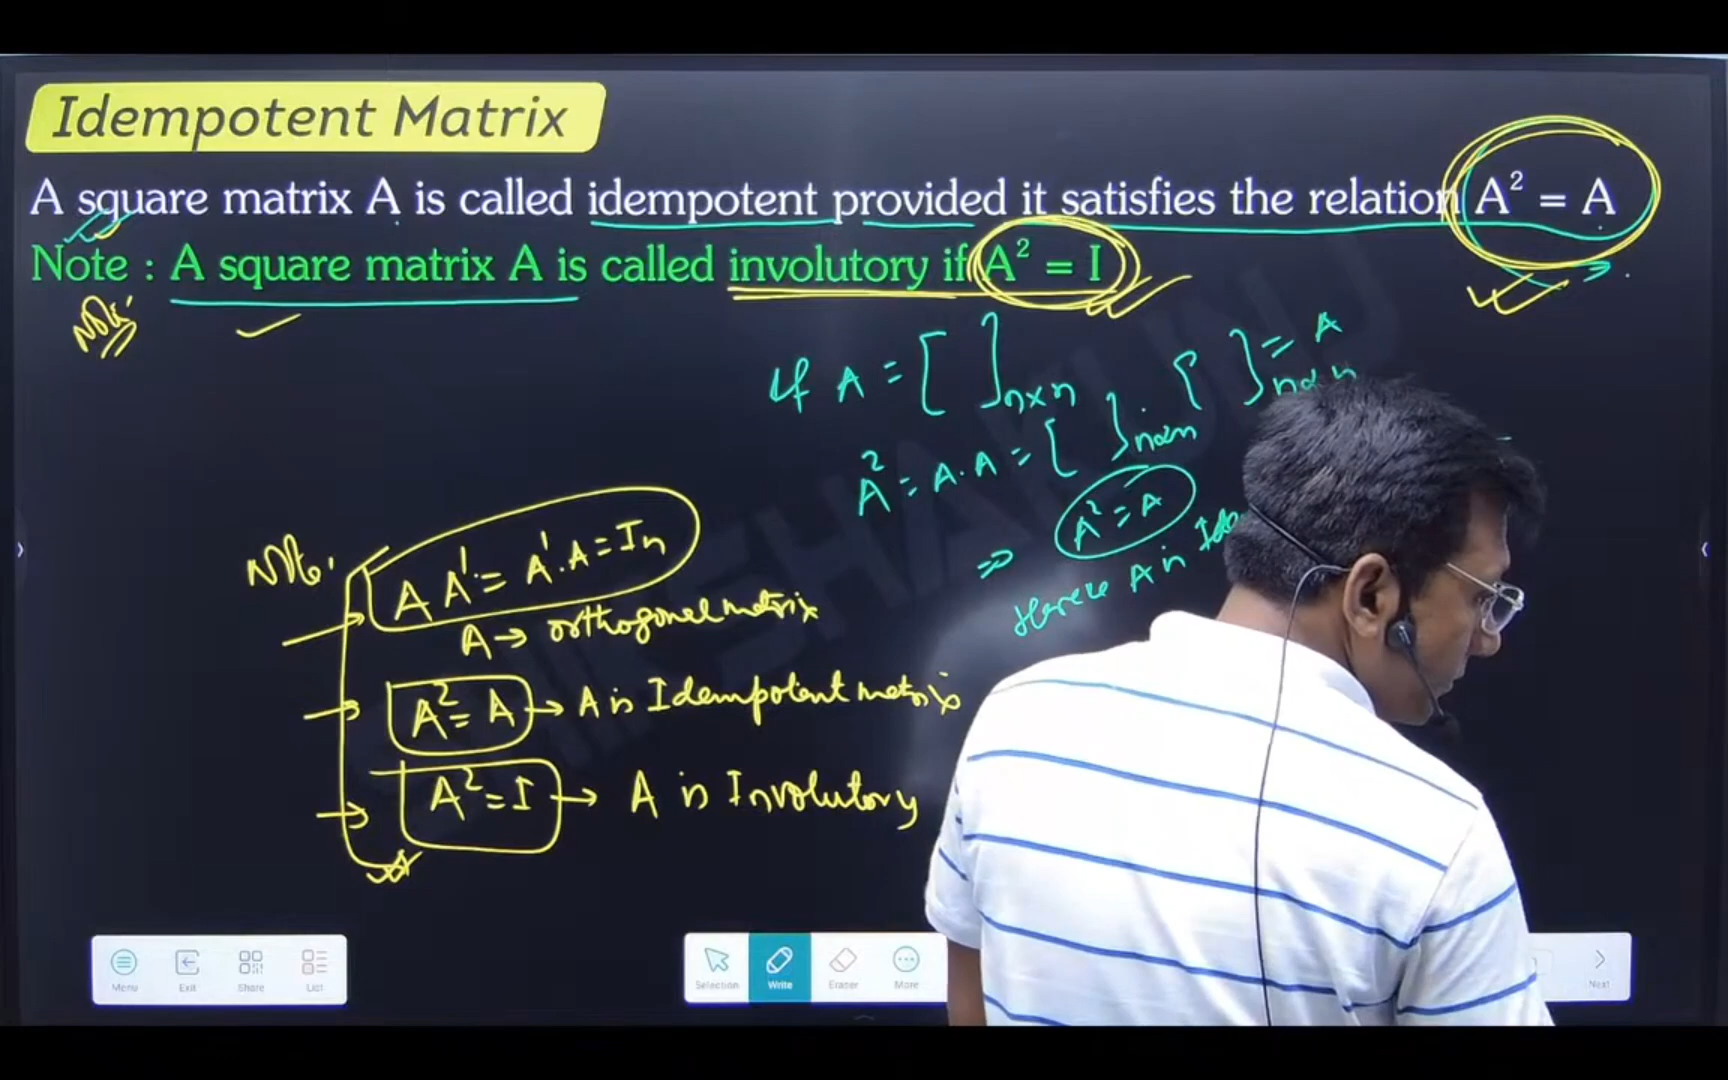 Idempotent Matrix
A square matrix A is called idempotent provided it satisfies the relation A² = A
Note : A square matrix A is called involutory if A² = I
Note:
If A = [ ]n×n
A² = A.A = [ ]n×n . [ ]n×n = A
⇒ A² = A
Hence A is
Note.
A A' = A'.A = In
A → orthogonal matrix
A² = A → A is Idempotent matrix
A² = I → A is Involutory
Menu Exit Share List Selection Write Eraser More Next